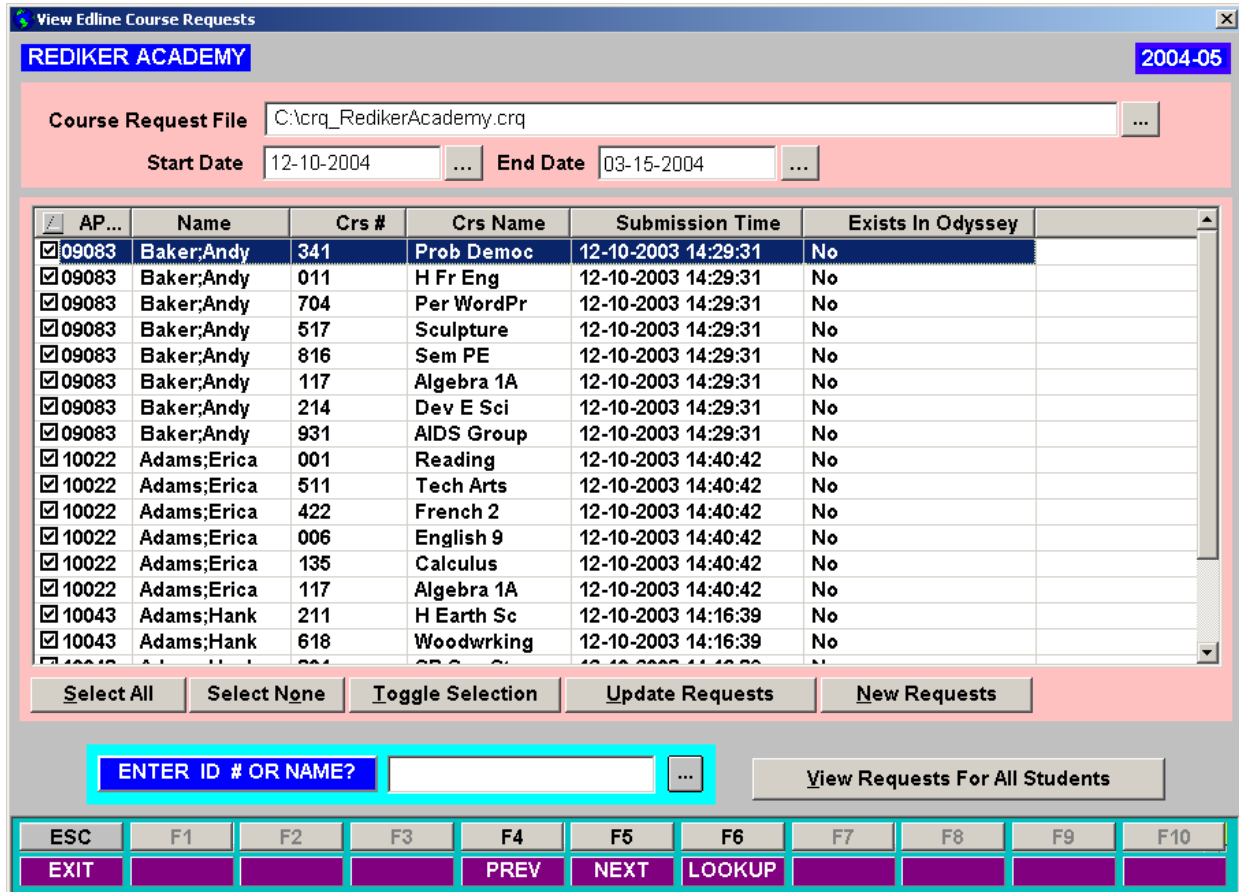 View Edline Course Requests
REDIKER ACADEMY 2004-05
Course Request File C:\crq_RedikerAcademy.crq ...
Start Date 12-10-2004 ... End Date 03-15-2004 ...
AP... Name Crs # Crs Name Submission Time Exists In Odyssey
09083 Baker;Andy 341 Prob Democ 12-10-2003 14:29:31 No
09083 Baker;Andy 011 H Fr Eng 12-10-2003 14:29:31 No
09083 Baker;Andy 704 Per WordPr 12-10-2003 14:29:31 No
09083 Baker;Andy 517 Sculpture 12-10-2003 14:29:31 No
09083 Baker;Andy 816 Sem PE 12-10-2003 14:29:31 No
09083 Baker;Andy 117 Algebra 1A 12-10-2003 14:29:31 No
09083 Baker;Andy 214 Dev E Sci 12-10-2003 14:29:31 No
09083 Baker;Andy 931 AIDS Group 12-10-2003 14:29:31 No
10022 Adams;Erica 001 Reading 12-10-2003 14:40:42 No
10022 Adams;Erica 511 Tech Arts 12-10-2003 14:40:42 No
10022 Adams;Erica 422 French 2 12-10-2003 14:40:42 No
10022 Adams;Erica 006 English 9 12-10-2003 14:40:42 No
10022 Adams;Erica 135 Calculus 12-10-2003 14:40:42 No
10022 Adams;Erica 117 Algebra 1A 12-10-2003 14:40:42 No
10043 Adams;Hank 211 H Earth Sc 12-10-2003 14:16:39 No
10043 Adams;Hank 618 Woodwrking 12-10-2003 14:16:39 No
Select All Select None Toggle Selection Update Requests New Requests
ENTER ID # OR NAME? ... View Requests For All Students
ESC F1 F2 F3 F4 F5 F6 F7 F8 F9 F10
EXIT PREV NEXT LOOKUP